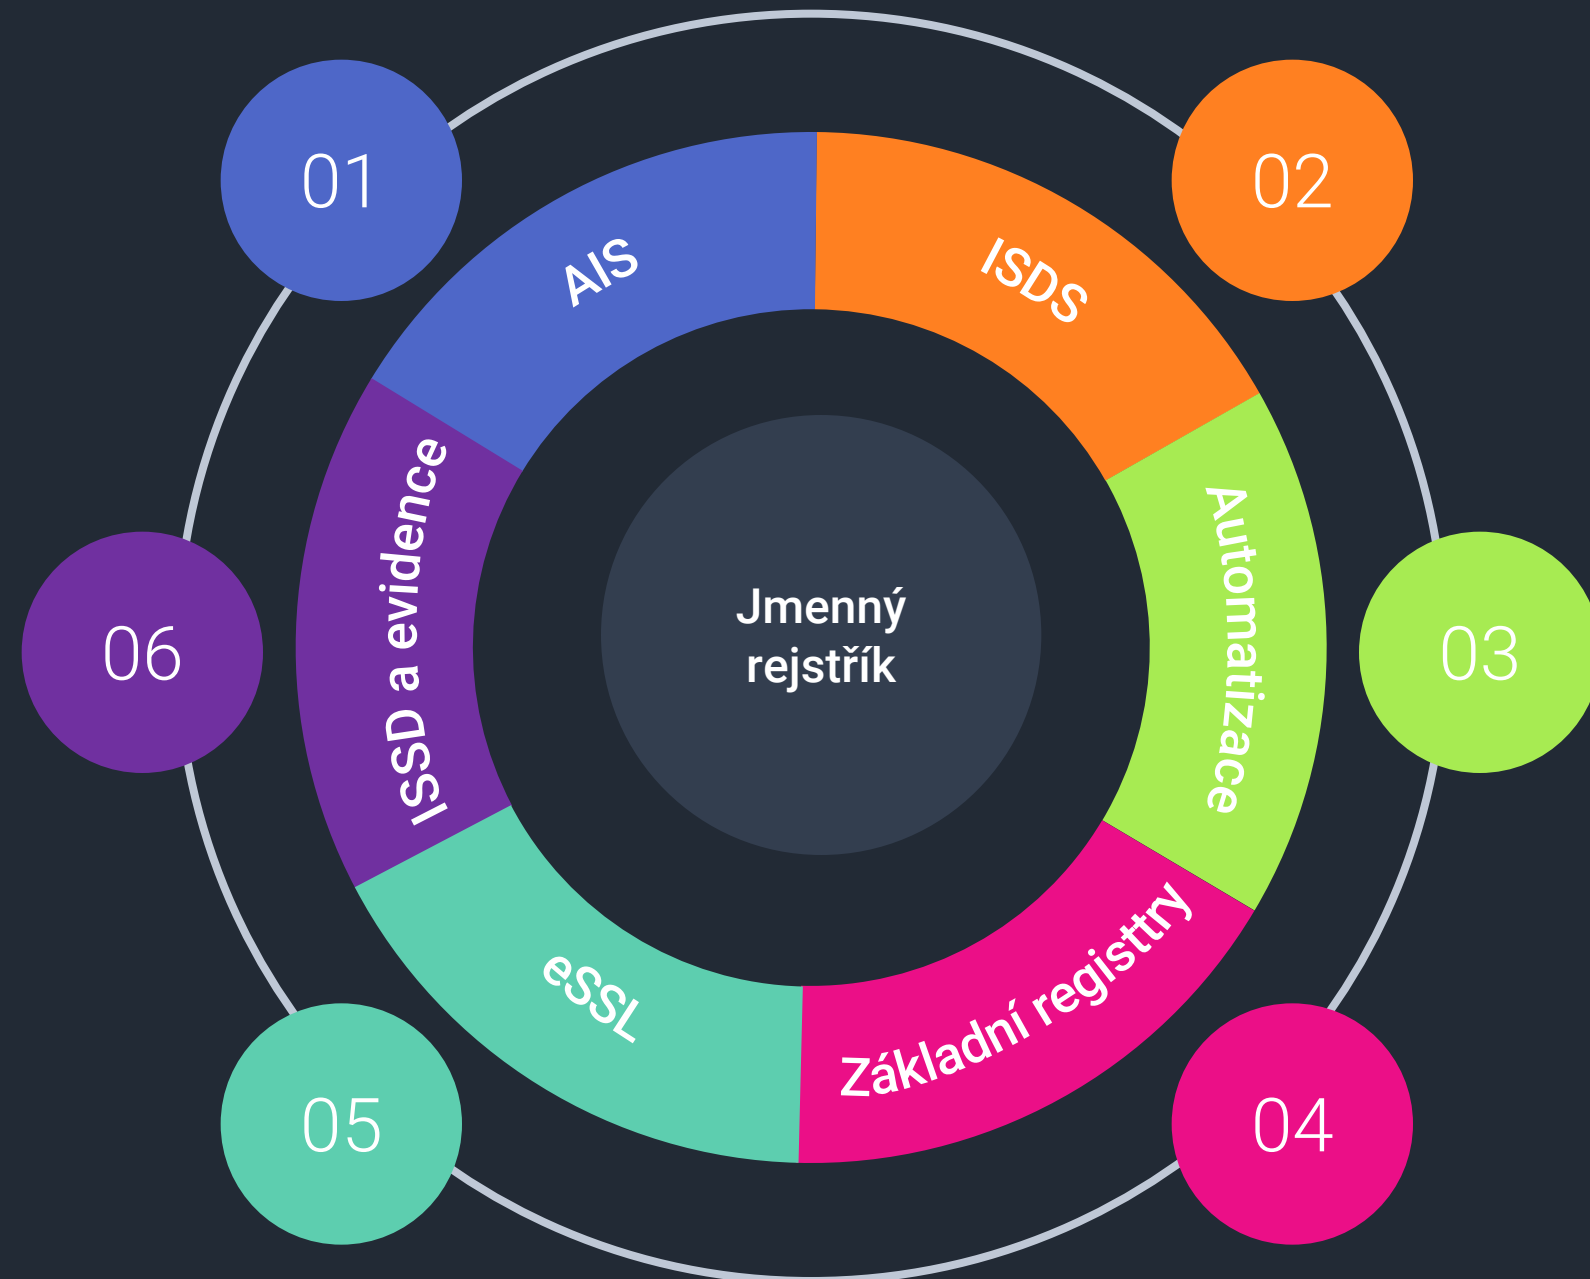 01
02
AIS
ISDS
ISSD a evidence
Automatizace
06
Jmenný
rejstřík
03
eSSL
Základní registtry
05
04